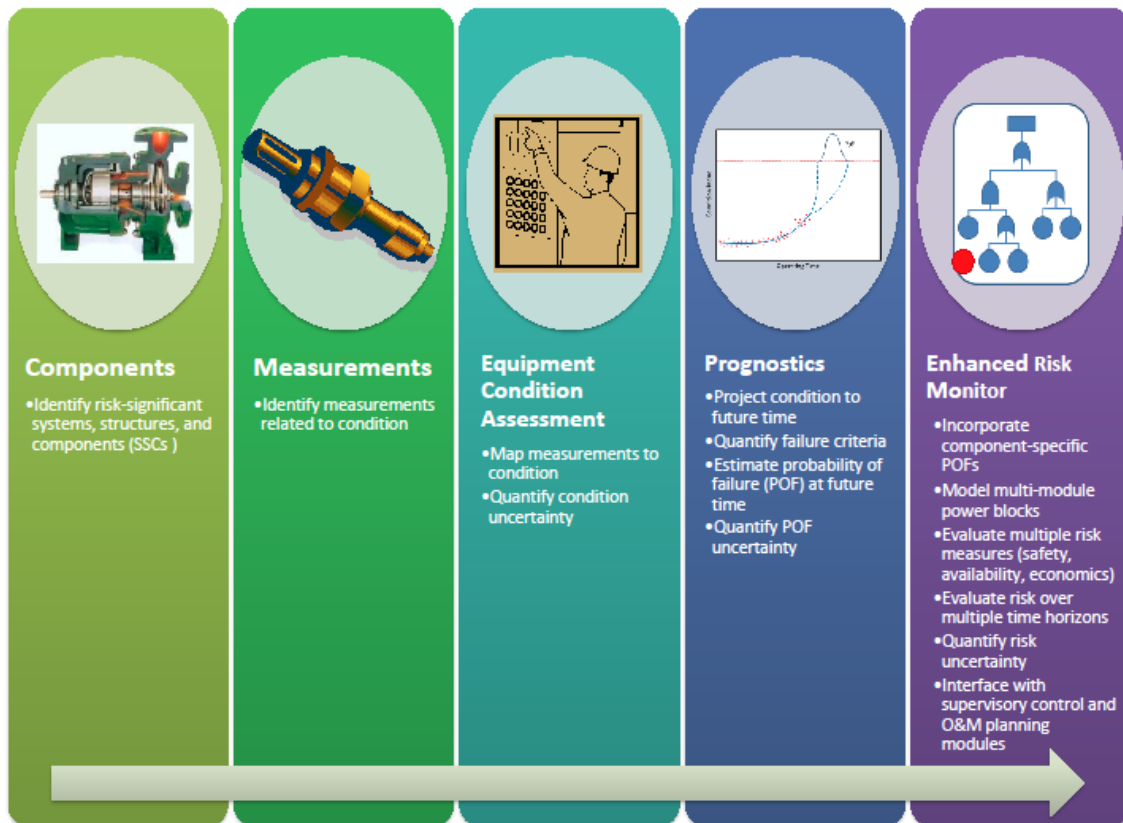 Components
•Identify risk-significant
systems, structures, and
components (SSCs )
Measurements
•Identify measurements
related to condition
Equipment
Condition
Assessment
•Map measurements to
condition
•Quantify condition
uncertainty
Operating Time
Prognostics
•Project condition to
future time
•Quantify failure criteria
•Estimate probability of
failure (POF) at future
time
•Quantify POF
uncertainty
Enhanced Risk
Monitor
•Incorporate
component-specific
POFs
•Model multi-module
power blocks
•Evaluate multiple risk
measures (safety,
availability, economics)
•Evaluate risk over
multiple time horizons
•Quantify risk
uncertainty
•Interface with
supervisory control and
O&M planning
modules